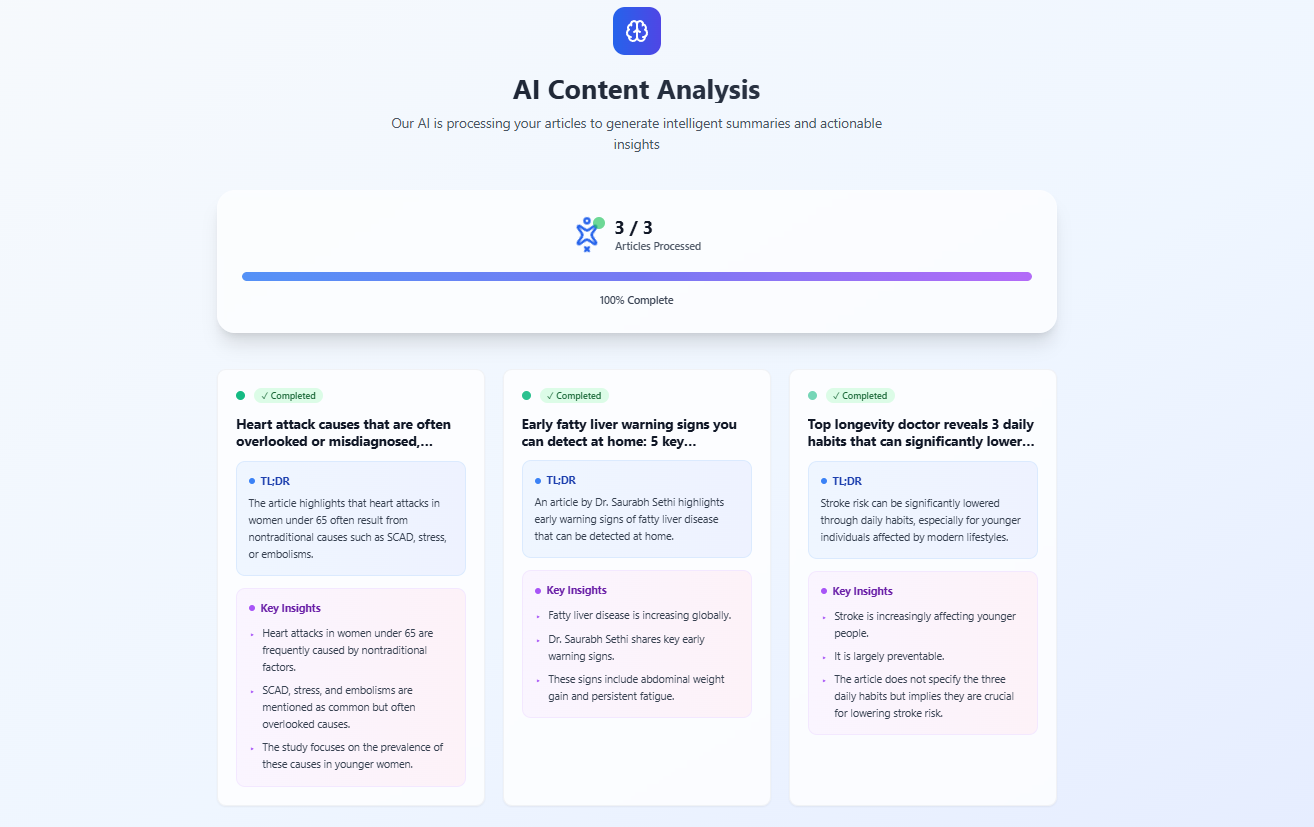 AI Content Analysis
Our AI is processing your articles to generate intelligent summaries and actionable
insights
3 / 3
Articles Processed
100% Complete
✓ Completed
Heart attack causes that are often
overlooked or misdiagnosed,...
TL;DR
The article highlights that heart attacks in
women under 65 often result from
nontraditional causes such as SCAD, stress,
or embolisms.
Key Insights
▸ Heart attacks in women under 65 are
frequently caused by nontraditional
factors.
▸ SCAD, stress, and embolisms are
mentioned as common but often
overlooked causes.
▸ The study focuses on the prevalence of
these causes in younger women.
✓ Completed
Early fatty liver warning signs you
can detect at home: 5 key...
TL;DR
An article by Dr. Saurabh Sethi highlights
early warning signs of fatty liver disease
that can be detected at home.
Key Insights
▸ Fatty liver disease is increasing globally.
▸ Dr. Saurabh Sethi shares key early
warning signs.
▸ These signs include abdominal weight
gain and persistent fatigue.
✓ Completed
Top longevity doctor reveals 3 daily
habits that can significantly lower...
TL;DR
Stroke risk can be significantly lowered
through daily habits, especially for younger
individuals affected by modern lifestyles.
Key Insights
▸ Stroke is increasingly affecting younger
people.
▸ It is largely preventable.
▸ The article does not specify the three
daily habits but implies they are crucial
for lowering stroke risk.